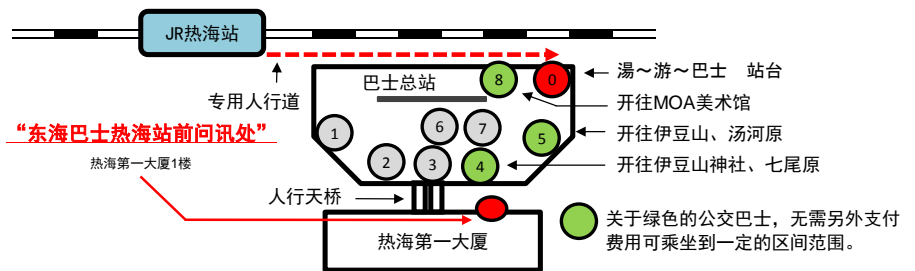 JR热海站
湯～游～巴士　站台
巴士总站
8
0
专用人行道
开往MOA美术馆
“东海巴士热海站前问讯处”
1
6
7
5
开往伊豆山、汤河原
热海第一大厦1楼
2
3
4
开往伊豆山神社、七尾原
人行天桥
热海第一大厦
关于绿色的公交巴士，无需另外支付
费用可乘坐到一定的区间范围。